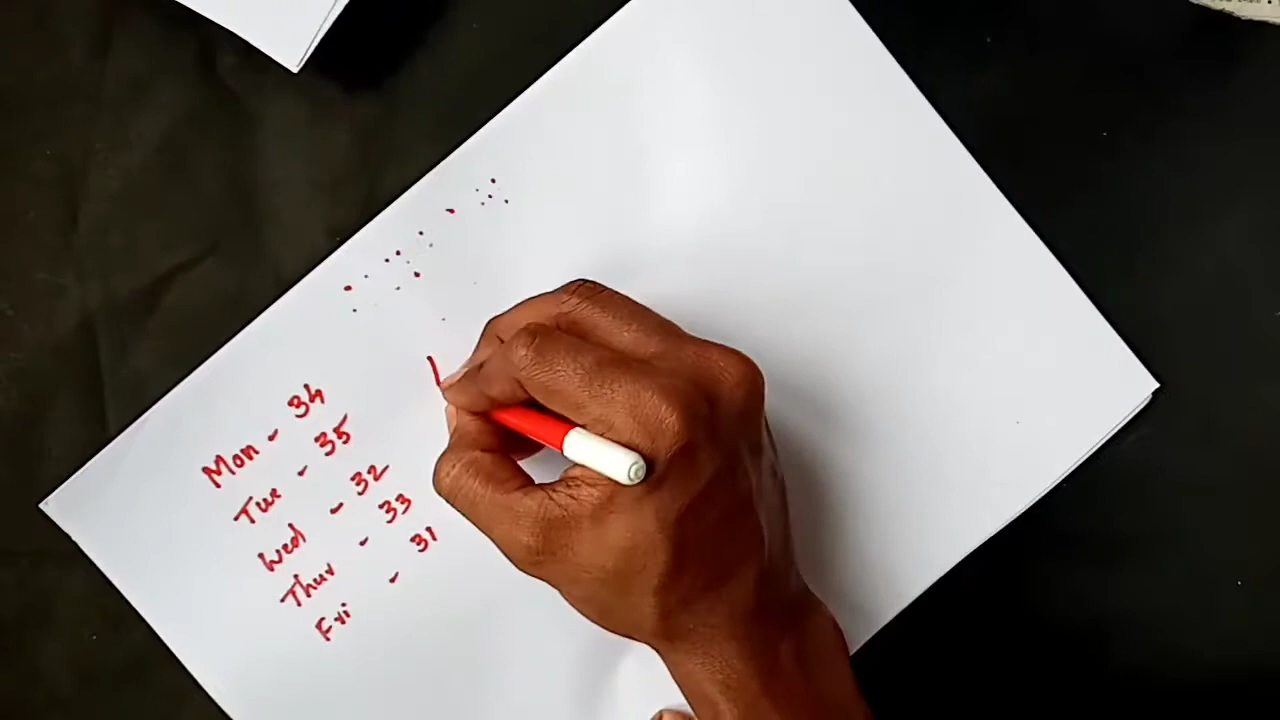 Mon - 34
Tue - 35
Wed - 32
Thur - 33
Fri - 31